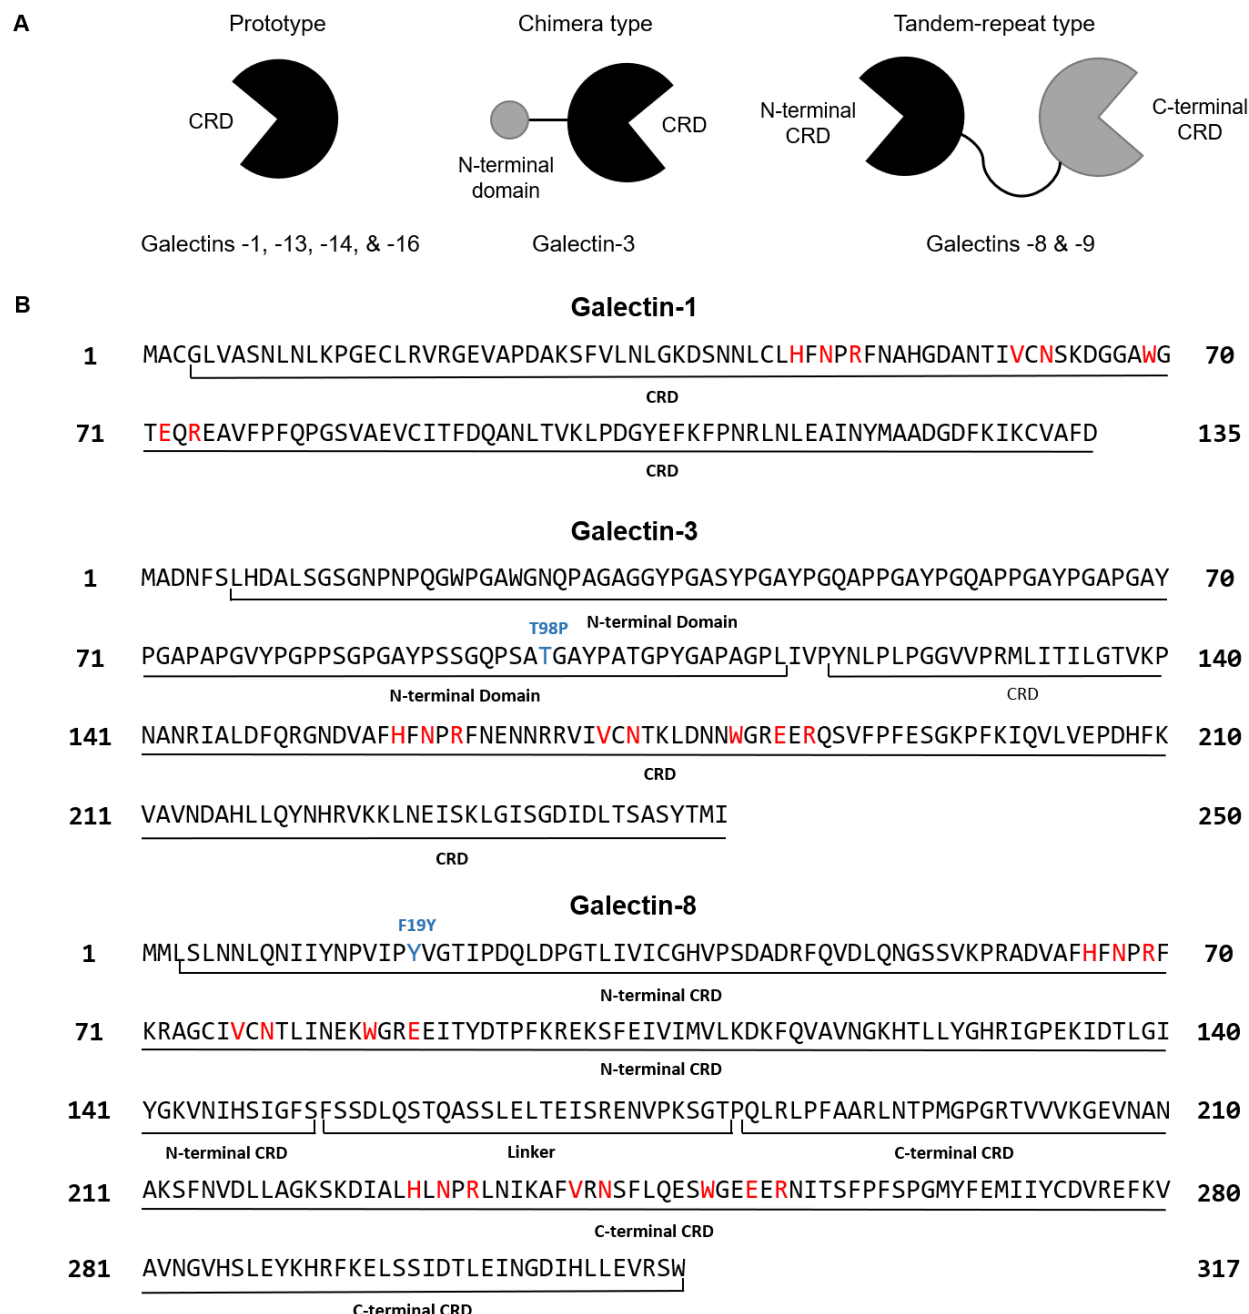 A
Prototype
Chimera type
Tandem-repeat type
CRD
CRD
N-terminal
CRD
C-terminal
CRD
N-terminal
domain
Galectins -1, -13, -14, & -16
Galectin-3
Galectins -8 & -9
B
Galectin-1
1 MACGLVASNLNLKPGECLRVRGEVAPDAKSFVLNLGKDSNNLCLHFNPRFNAHGDANTIVCNSKDGGAWG 70
CRD
71 TEQREAVFPFQPGSVAEVCITFDQANLTVKLPDGYEFKFPNRLNLEAINYMAADGDFKIKCVAFD 135
CRD
Galectin-3
1 MADNFSLHDALSGSGNPNPQGWPGAWGNQPAGAGGYPGASYPGAYPGQAPPGAYPGQAPPGAYPGAPGAY 70
N-terminal Domain
T98P
71 PGAPAPGVYPGPPSGPGAYPSSGQPSATGAYPATGPYGAPAGPLIVPYNLPLPGGVVPRMLITILGTVKP 140
N-terminal Domain CRD
141 NANRIALDFQRGNDVAFHFNPRFNENNRRVIVCNTKLDNNWGREERQSVFPFESGKPFKIQVLVEPDHFK 210
CRD
211 VAVNDAHLLQYNHRVKKLNEISKLGISGDIDLTSASYTMI 250
CRD
Galectin-8
F19Y
1 MMLSLNNLQNIIYNPVIPYVGTIPDQLDPGTLIVICGHVPSDADRFQVDLQNGSSVKPRADVAFHFNPRF 70
N-terminal CRD
71 KRAGCIVCNTLINEKWGREEITYDTPFKREKSFEIVIMVLKDKFQVAVNGKHTLLYGHRIGPEKIDTLGI 140
N-terminal CRD
141 YGKVNIHSIGFSFSSDLQSTQASSLELTEISRENVPKSGTPQLRLPFAARLNTPMGPGRTVVVKGEVNAN 210
N-terminal CRD Linker C-terminal CRD
211 AKSFNVDLLAGKSKDIALHLNPRLNIKAFVRNSFLQESWGEEERNITSFPFSPGMYFEMIIYCDVREFKV 280
C-terminal CRD
281 AVNGVHSLEYKHRFKELSSIDTLEINGDIHLLEVRSW 317
C-terminal CRD